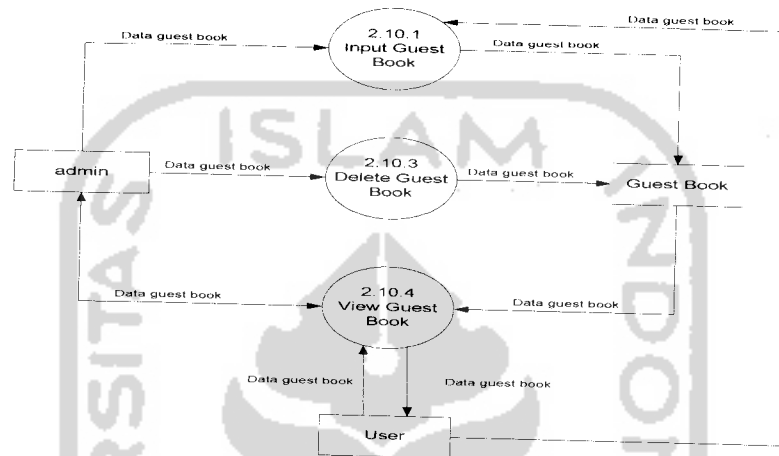 Data guest book
2.10.1
Input Guest
Book
Data guest book
Data guest book
ISLAM
admin
Data guest book
2.10.3
Delete Guest
Book
Data guest book
Guest Book
Data guest book
2.10.4
View Guest
Book
Data guest book
Data guest book
Data guest book
User